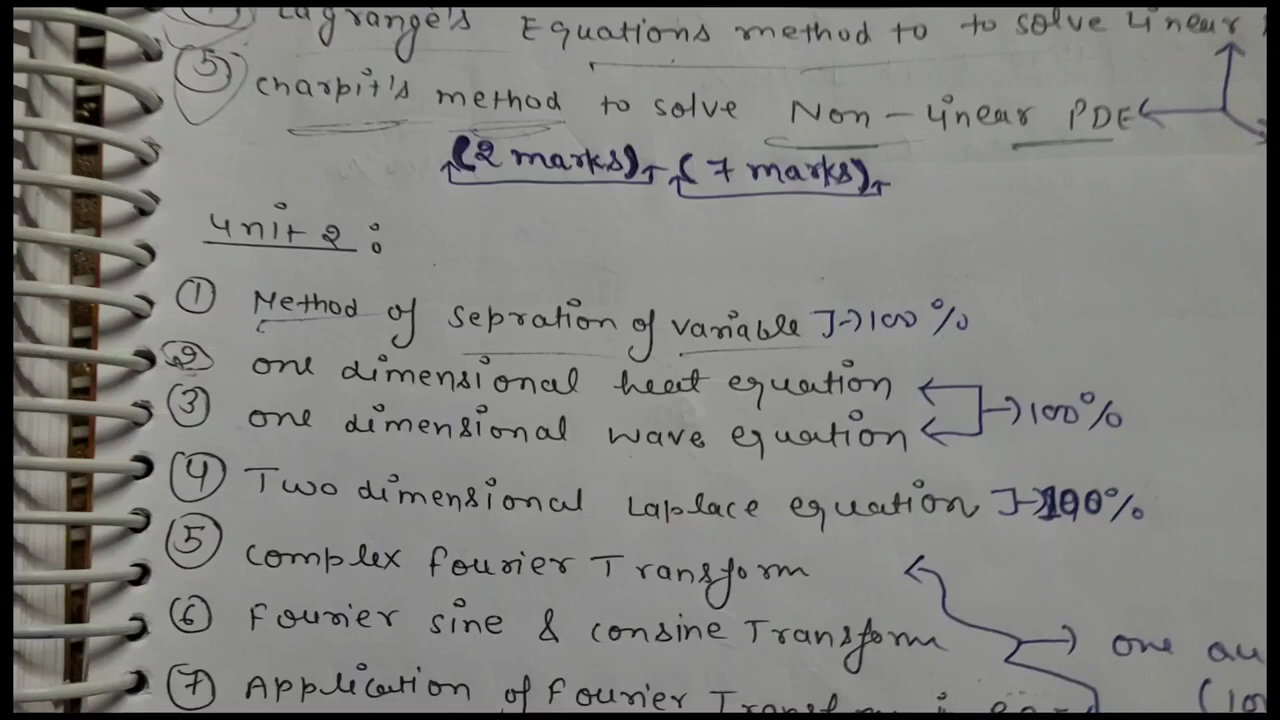 Lagrange's Equations method to to solve Linear
(5) charpit's method to solve Non-Linear PDE
(2 marks), (7 marks)
Unit 2:
(1) Method of sepration of variable → 100%
(2) one dimensional heat equation
(3) one dimensional wave equation → 100%
(4) Two dimensional Laplace equation → 100%
(5) complex fourier Transform
(6) Fourier sine & consine Transform → one
(7) Application of Fourier